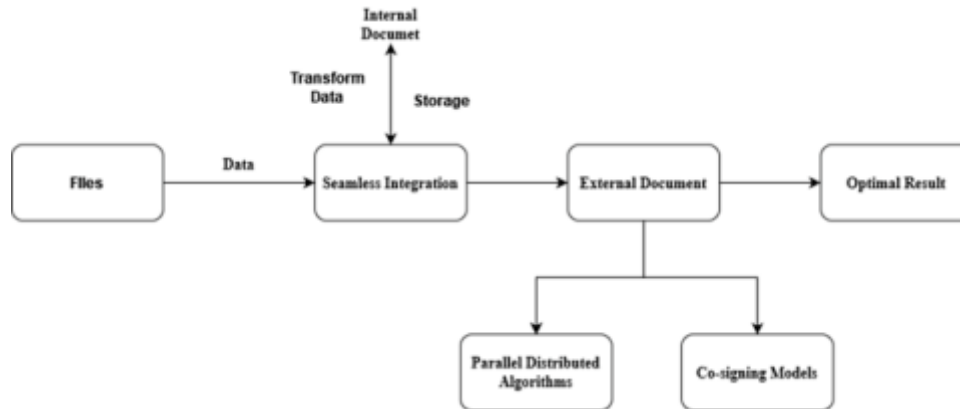 Internal
Documet
Transform
Data
Storage
Files
Data
Seamless Integration
External Document
Optimal Result
Parallel Distributed
Algorithms
Co-signing Models